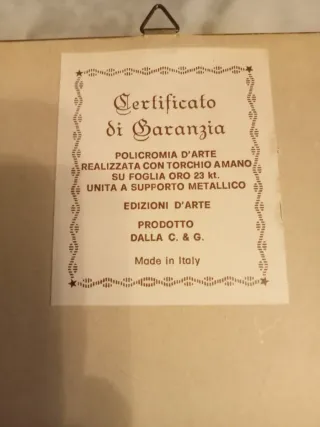 Certificato
di Garanzia
POLICROMIA D'ARTE
REALIZZATA CON TORCHIO A MANO
SU FOGLIA ORO 23 kt.
UNITA A SUPPORTO METALLICO
EDIZIONI D'ARTE
PRODOTTO
DALLA C. & G.
Made in Italy